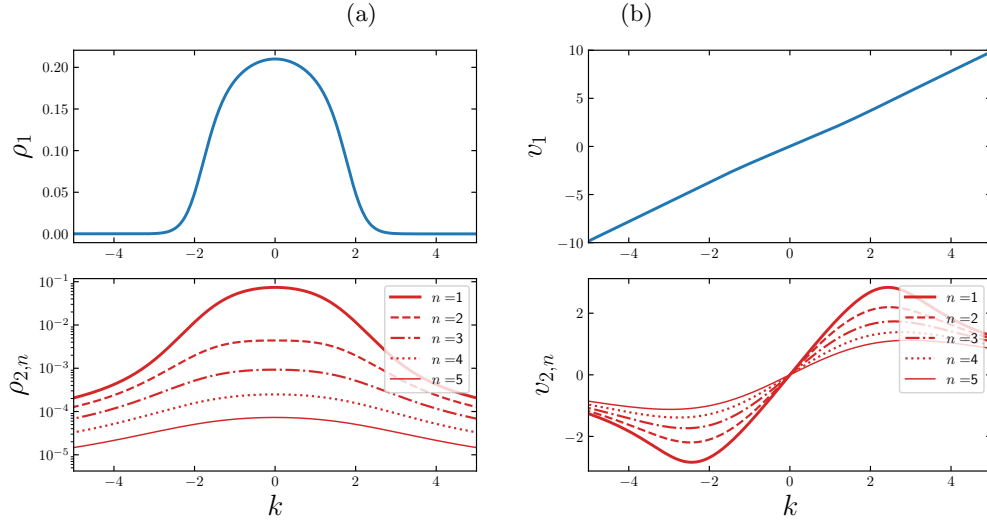 (a)
(b)
ρ₁
0.20
0.15
0.10
0.05
0.00
−4 −2 0 2 4
v₁
10
5
0
−5
−10
−4 −2 0 2 4
ρ₂,ₙ
10⁻¹
10⁻²
10⁻³
10⁻⁴
10⁻⁵
n =1
n =2
n =3
n =4
n =5
−4 −2 0 2 4
k
v₂,ₙ
2
0
−2
n =1
n =2
n =3
n =4
n =5
−4 −2 0 2 4
k